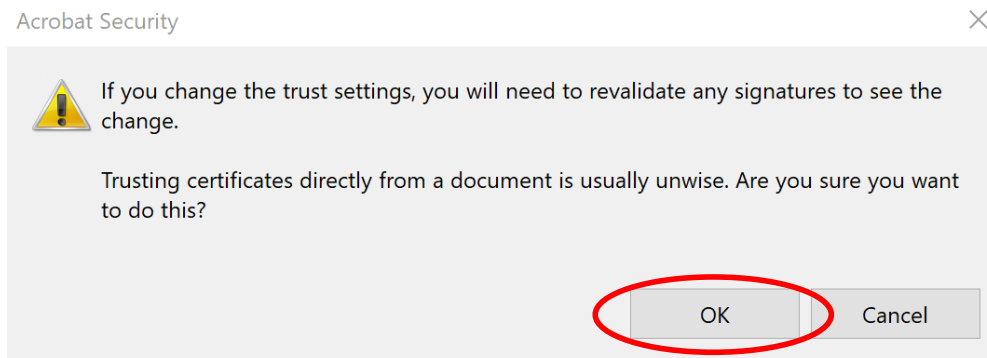 Acrobat Security
If you change the trust settings, you will need to revalidate any signatures to see the
change.
Trusting certificates directly from a document is usually unwise. Are you sure you want
to do this?
OK
Cancel